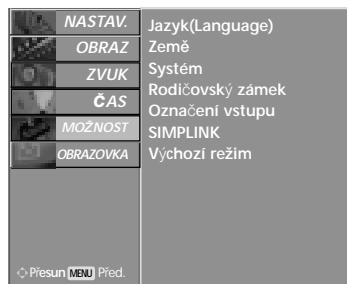 NASTAV.
OBRAZ
ZVUK
ČAS
MOŽNOST
OBRAZOVKA
Jazyk(Language)
Země
Systém
Rodičovský zámek
Označení vstupu
SIMPLINK
Výchozí režim
Přesun MENU Před.